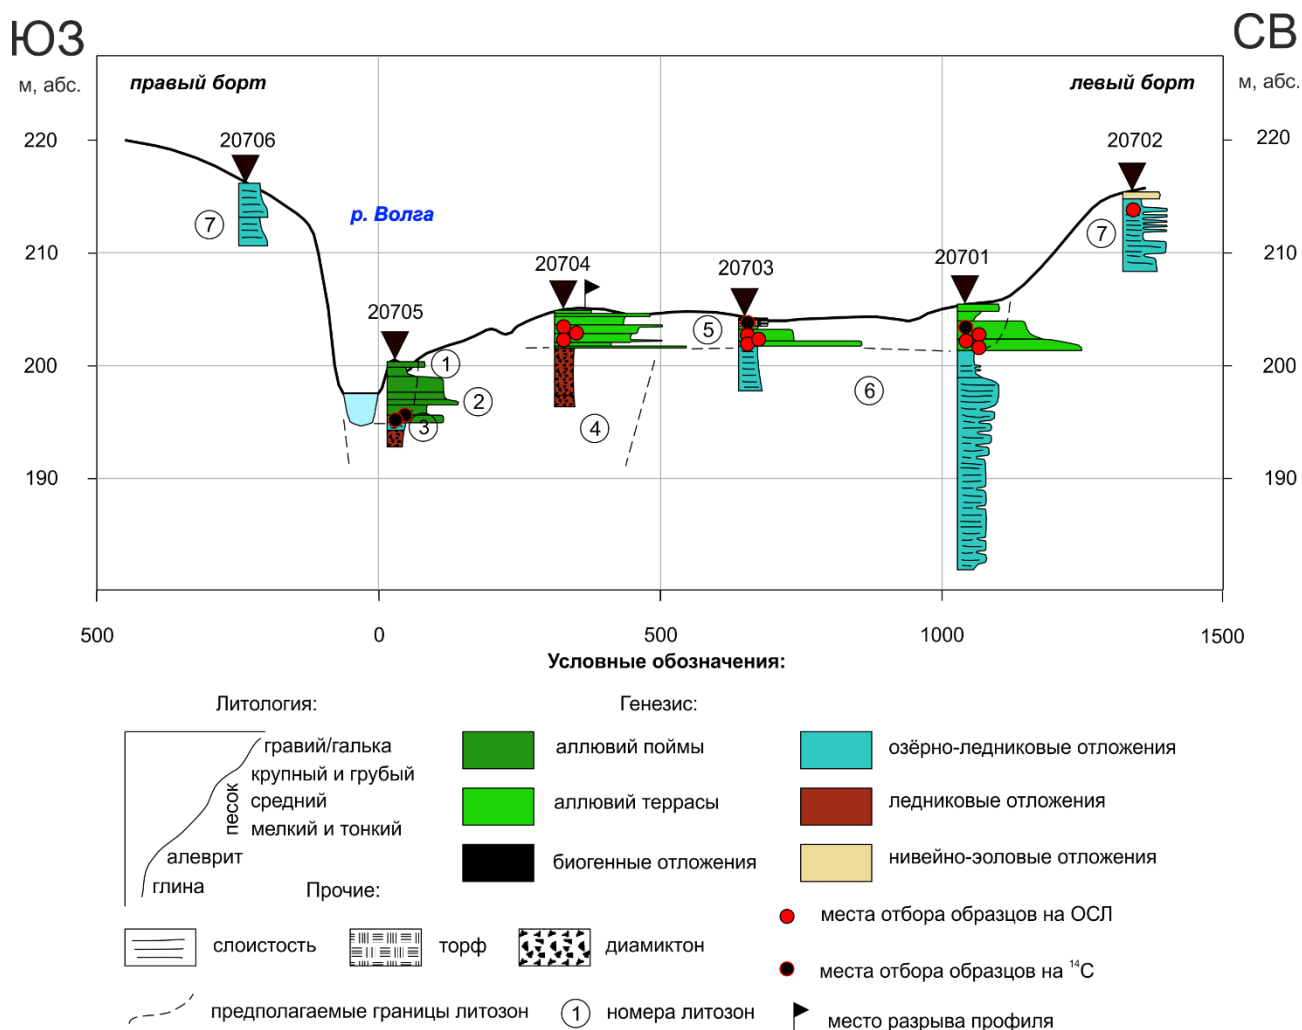 ЮЗ
СВ
м, абс.
правый борт
левый борт
м, абс.
220
20706
20702
220
р. Волга
7
7
210
20704
20703
20701
210
20705
5
200
1
6
200
2
3
4
190
190
500
0
500
1000
1500
Условные обозначения:
Литология:
Генезис:
гравий/галька
крупный и грубый
песок
средний
мелкий и тонкий
алеврит
глина
аллювий поймы
озёрно-ледниковые отложения
аллювий террасы
ледниковые отложения
биогенные отложения
нивейно-эоловые отложения
Прочие:
места отбора образцов на ОСЛ
слоистость
торф
диамиктон
места отбора образцов на ¹⁴С
предполагаемые границы литозон
1
номера литозон
место разрыва профиля